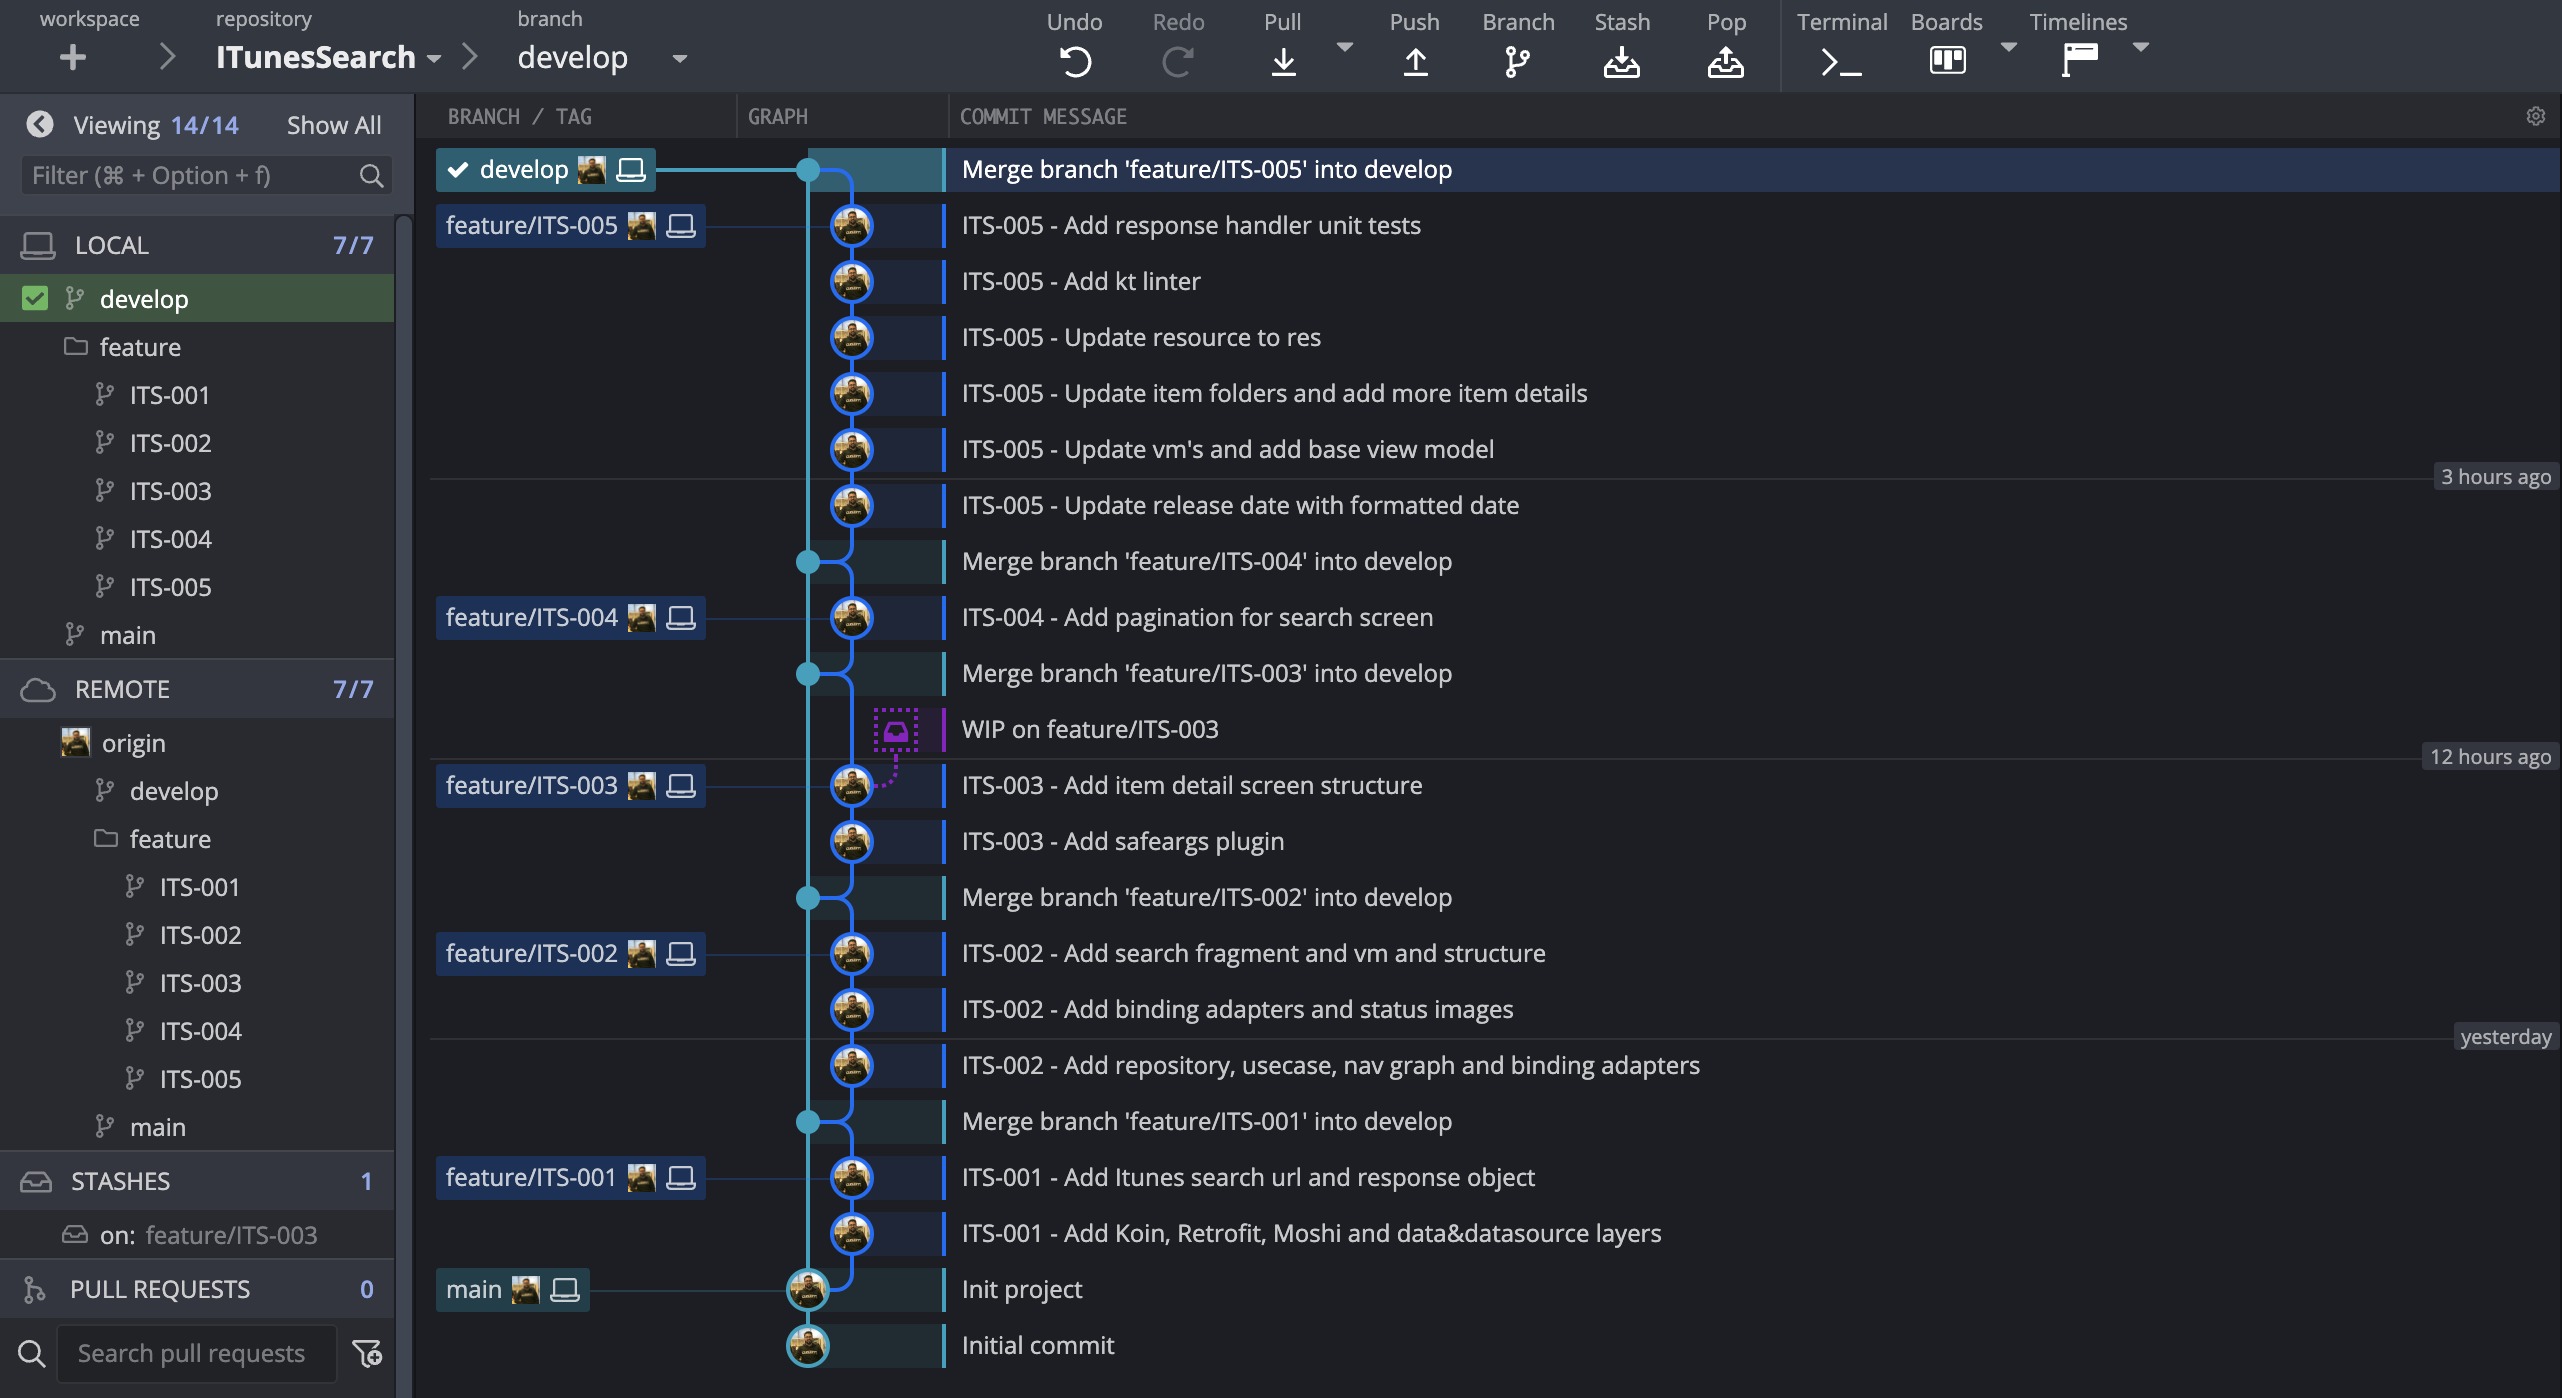 workspace
repository
branch
ITunesSearch
develop
Undo
Redo
Pull
Push
Branch
Stash
Pop
Terminal
Boards
Timelines
Viewing 14/14
Show All
Filter (⌘ + Option + f)
LOCAL 7/7
develop
feature
ITS-001
ITS-002
ITS-003
ITS-004
ITS-005
main
REMOTE 7/7
origin
develop
feature
ITS-001
ITS-002
ITS-003
ITS-004
ITS-005
main
STASHES 1
on: feature/ITS-003
PULL REQUESTS 0
Search pull requests
BRANCH / TAG
GRAPH
COMMIT MESSAGE
develop
Merge branch 'feature/ITS-005' into develop
feature/ITS-005
ITS-005 - Add response handler unit tests
ITS-005 - Add kt linter
ITS-005 - Update resource to res
ITS-005 - Update item folders and add more item details
ITS-005 - Update vm's and add base view model
3 hours ago
ITS-005 - Update release date with formatted date
Merge branch 'feature/ITS-004' into develop
feature/ITS-004
ITS-004 - Add pagination for search screen
Merge branch 'feature/ITS-003' into develop
WIP on feature/ITS-003
12 hours ago
feature/ITS-003
ITS-003 - Add item detail screen structure
ITS-003 - Add safeargs plugin
Merge branch 'feature/ITS-002' into develop
feature/ITS-002
ITS-002 - Add search fragment and vm and structure
ITS-002 - Add binding adapters and status images
yesterday
ITS-002 - Add repository, usecase, nav graph and binding adapters
Merge branch 'feature/ITS-001' into develop
feature/ITS-001
ITS-001 - Add Itunes search url and response object
ITS-001 - Add Koin, Retrofit, Moshi and data&datasource layers
main
Init project
Initial commit